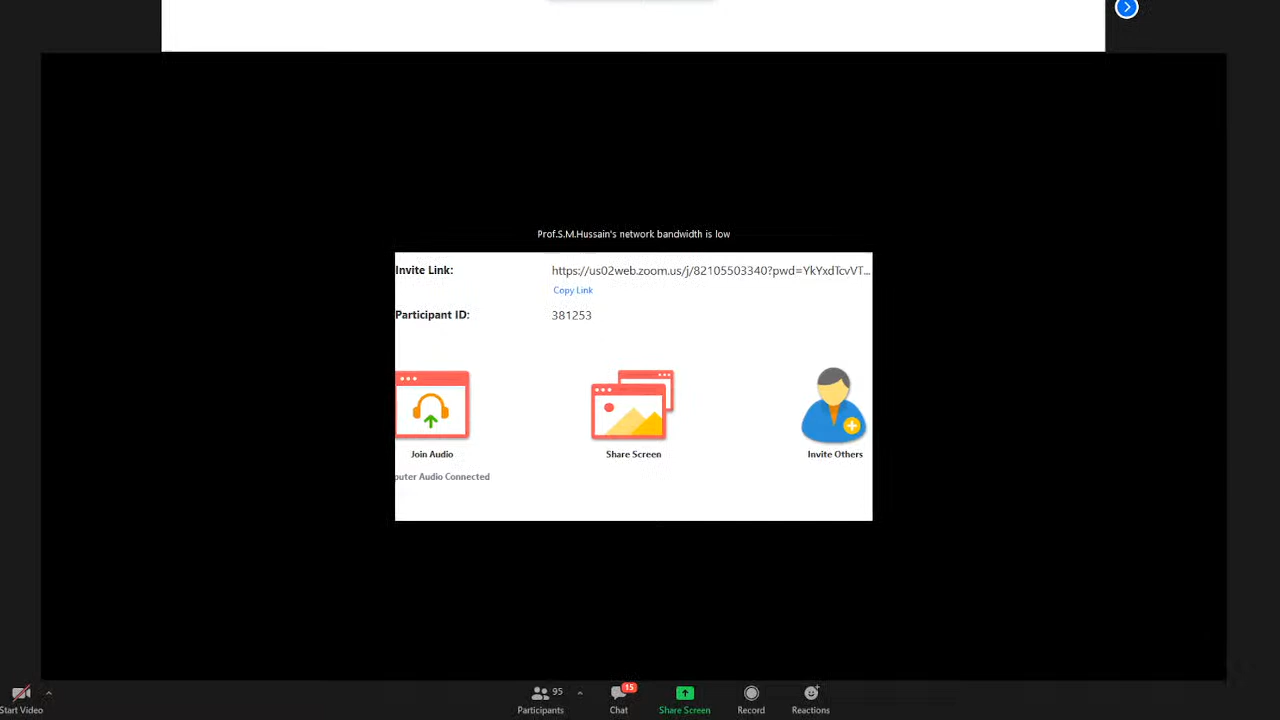 Prof.S.M.Hussain's network bandwidth is low
Invite Link: https://us02web.zoom.us/j/82105503340?pwd=YkYxdTcvVT...
Copy Link
Participant ID: 381253
Join Audio Share Screen Invite Others
puter Audio Connected
95 15
Start Video Participants Chat Share Screen Record Reactions